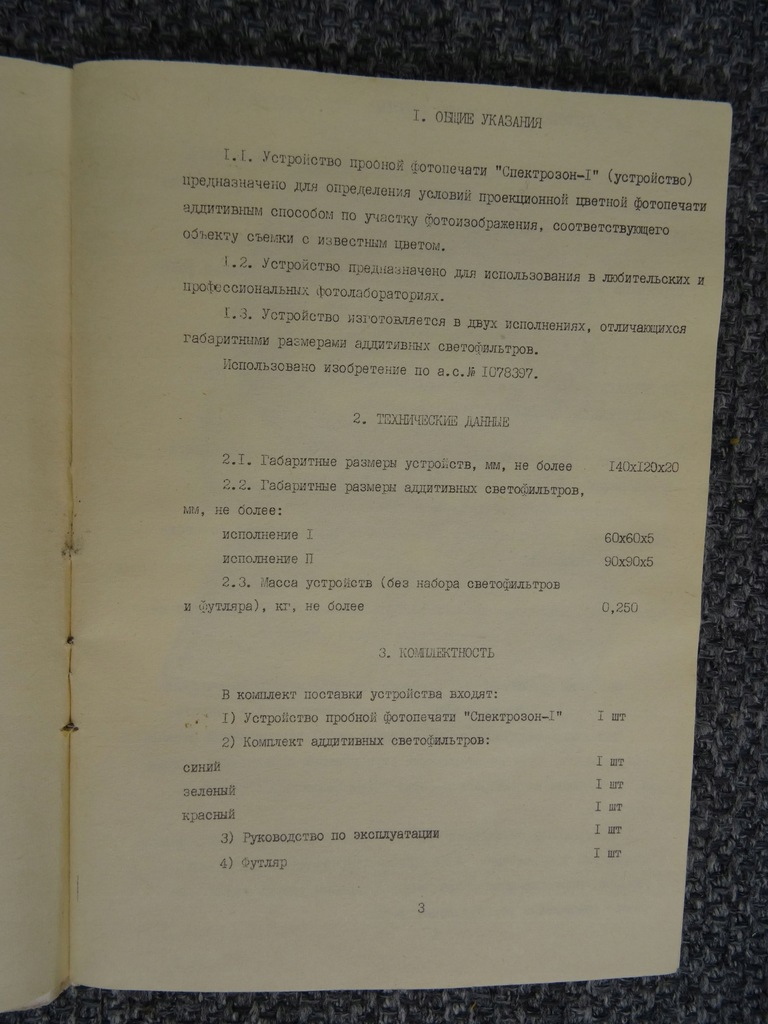 I. ОБЩИЕ УКАЗАНИЯ
I.I. Устройство пробной фотопечати "Спектрозон-I" (устройство)
предназначено для определения условий проекционной цветной фотопечати
аддитивным способом по участку фотоизображения, соответствующего
объекту съемки с известным цветом.
I.2. Устройство предназначено для использования в любительских и
профессиональных фотолабораториях.
I.3. Устройство изготовляется в двух исполнениях, отличающихся
габаритными размерами аддитивных светофильтров.
Использовано изобретение по а.с.№ I078397.
2. ТЕХНИЧЕСКИЕ ДАННЫЕ
2.I. Габаритные размеры устройств, мм, не более I40xI20x20
2.2. Габаритные размеры аддитивных светофильтров,
мм, не более:
исполнение I 60x60x5
исполнение П 90x90x5
2.3. Масса устройств (без набора светофильтров
и футляра), кг, не более 0,250
3. КОМПЛЕКТНОСТЬ
В комплект поставки устройства входят:
I) Устройство пробной фотопечати "Спектрозон-I" I шт
2) Комплект аддитивных светофильтров:
синий I шт
зеленый I шт
красный I шт
3) Руководство по эксплуатации I шт
4) Футляр I шт
3